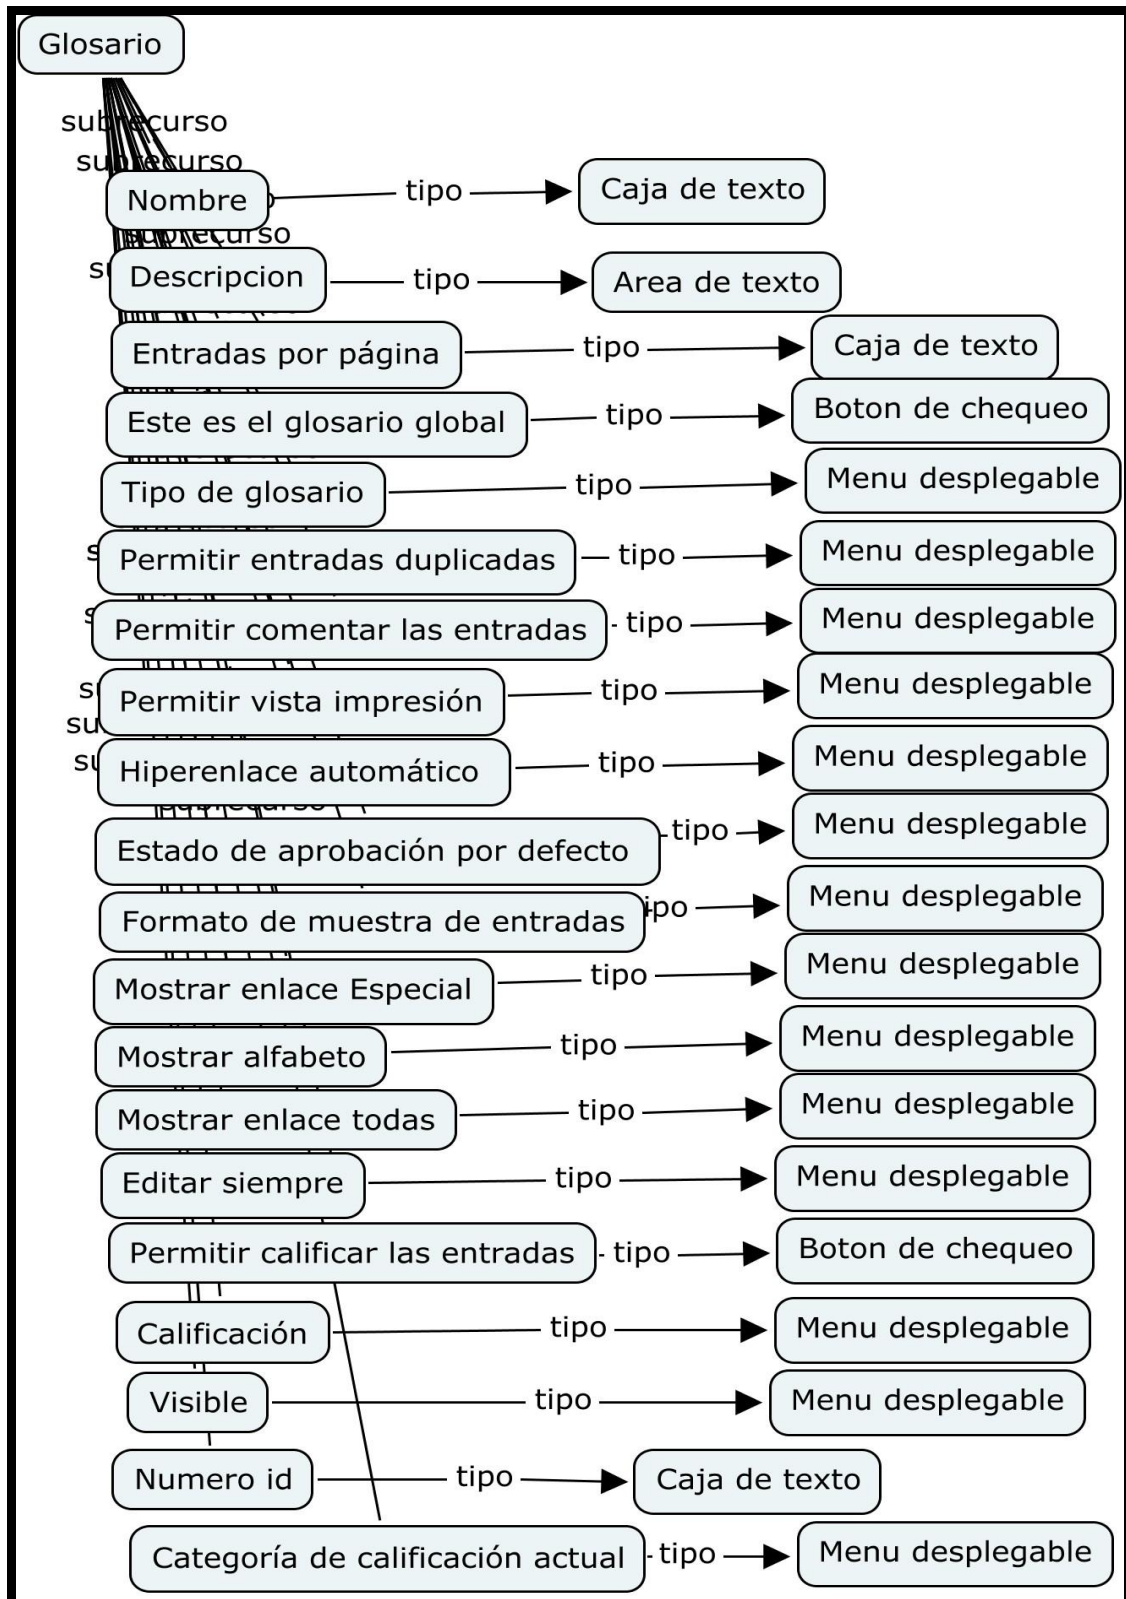 Glosario
subrecurso
subrecurso
Nombre tipo Caja de texto
subrecurso
Descripcion tipo Area de texto
Entradas por página tipo Caja de texto
Este es el glosario global tipo Boton de chequeo
Tipo de glosario tipo Menu desplegable
Permitir entradas duplicadas tipo Menu desplegable
Permitir comentar las entradas tipo Menu desplegable
Permitir vista impresión tipo Menu desplegable
Hiperenlace automático tipo Menu desplegable
subrecurso
Estado de aprobación por defecto tipo Menu desplegable
Formato de muestra de entradas tipo Menu desplegable
Mostrar enlace Especial tipo Menu desplegable
Mostrar alfabeto tipo Menu desplegable
Mostrar enlace todas tipo Menu desplegable
Editar siempre tipo Menu desplegable
Permitir calificar las entradas tipo Boton de chequeo
Calificación tipo Menu desplegable
Visible tipo Menu desplegable
Numero id tipo Caja de texto
Categoría de calificación actual tipo Menu desplegable